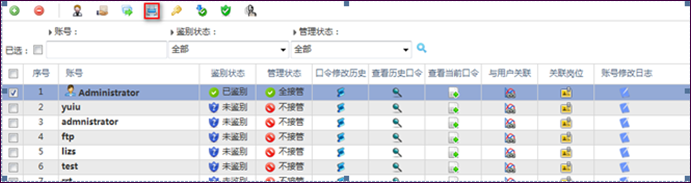 账号： 鉴别状态： 管理状态：
已选： 全部 全部
序号 账号 鉴别状态 管理状态 口令修改历史 查看历史口令 查看当前口令 与用户关联 关联岗位 账号修改日志
1 Administrator 已鉴别 全接管
2 yuiu 未鉴别 不接管
3 admnistrator 未鉴别 不接管
4 ftp 未鉴别 不接管
5 lizs 未鉴别 不接管
6 test 未鉴别 不接管